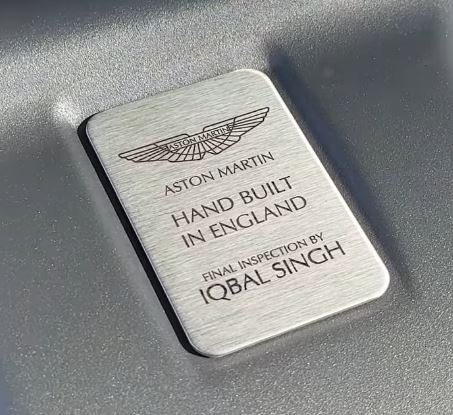 ASTON MARTIN
ASTON MARTIN
HAND BUILT
IN ENGLAND
FINAL INSPECTION BY
IQBAL SINGH